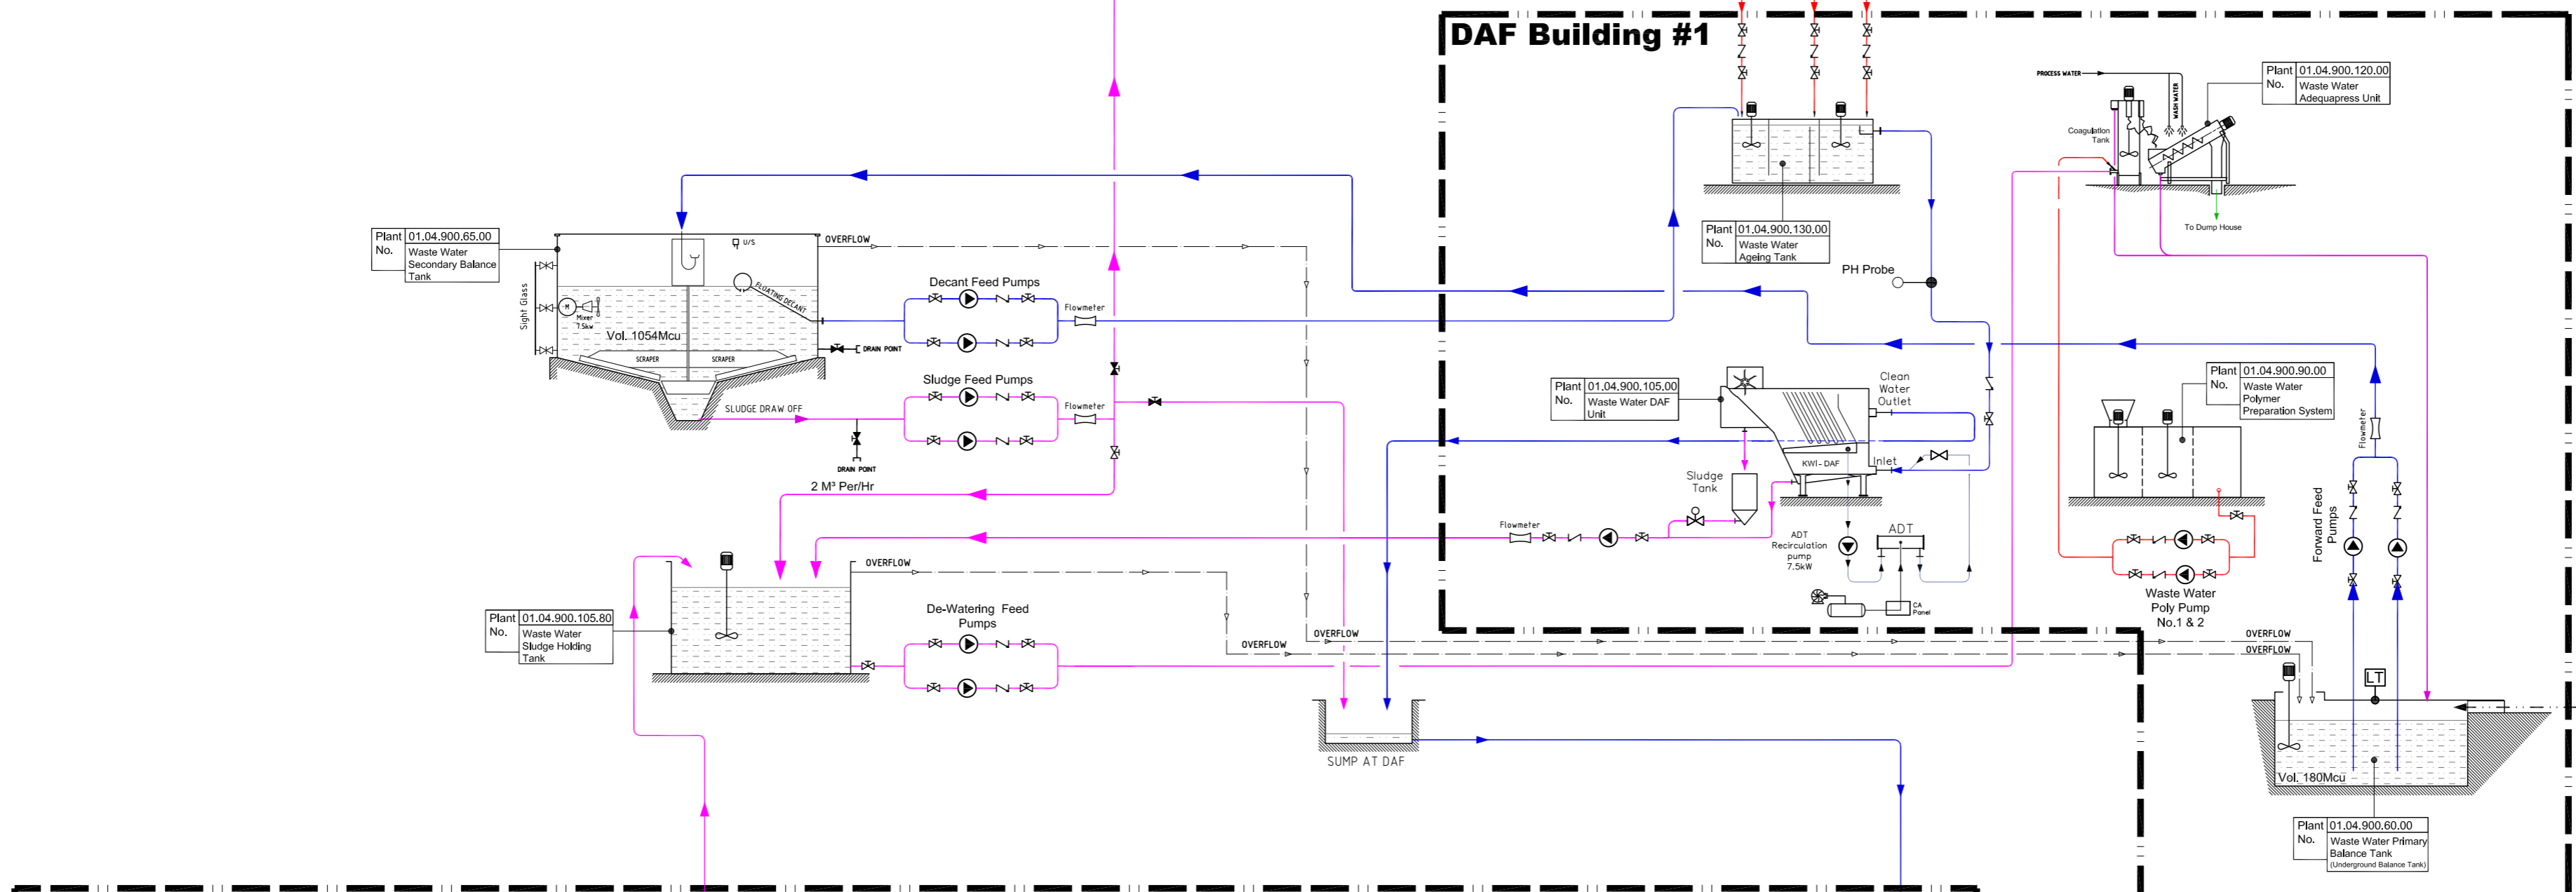 DAF Building #1
PROCESS WATER
WASH WATER
Plant No.
01.04.900.120.00
Waste Water
Adequapress Unit
Coagulation
Tank
To Dump House
Plant No.
01.04.900.130.00
Waste Water
Ageing Tank
PH Probe
Plant No.
01.04.900.65.00
Waste Water
Secondary Balance
Tank
U/S
OVERFLOW
Sight Glass
M
Mixer
7.5kw
FLUATING DECANT
Vol. 1054Mcu
SCRAPER
SCRAPER
DRAIN POINT
Decant Feed Pumps
Flowmeter
Sludge Feed Pumps
Flowmeter
SLUDGE DRAW OFF
DRAIN POINT
2 M³ Per/Hr
Plant No.
01.04.900.105.00
Waste Water DAF
Unit
Clean
Water
Outlet
KWI - DAF
Inlet
Sludge
Tank
Flowmeter
ADT
Recirculation
pump
7.5kW
ADT
CA
Panel
Plant No.
01.04.900.90.00
Waste Water
Polymer
Preparation System
Flowmeter
Forward Feed
Pumps
Waste Water
Poly Pump
No.1 & 2
Plant No.
01.04.900.105.80
Waste Water
Sludge Holding
Tank
OVERFLOW
De-Watering Feed
Pumps
OVERFLOW
OVERFLOW
OVERFLOW
OVERFLOW
SUMP AT DAF
LT
Vol. 180Mcu
Plant No.
01.04.900.60.00
Waste Water Primary
Balance Tank
(Underground Balance Tank)